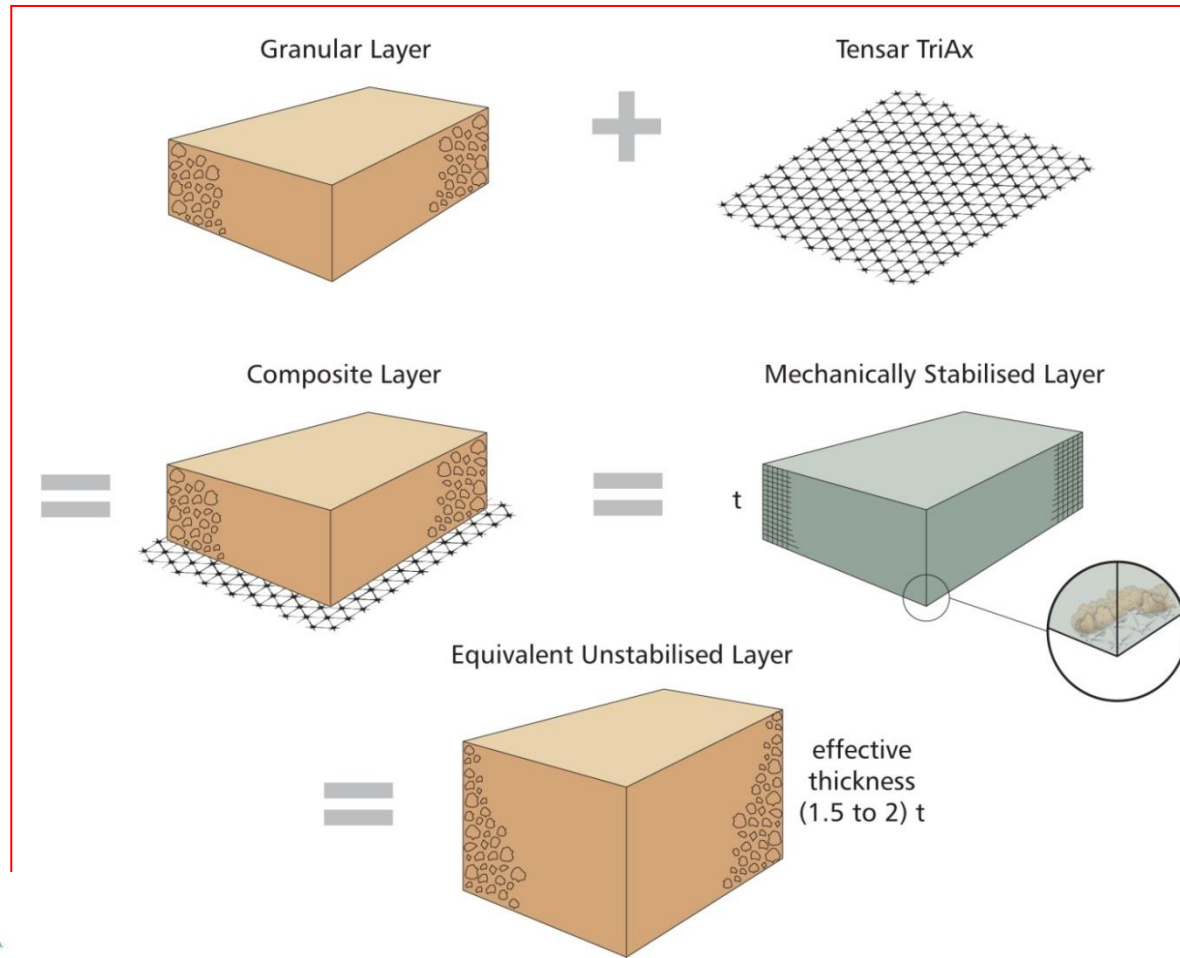 Granular Layer
Tensar TriAx
Composite Layer
Mechanically Stabilised Layer
t
Equivalent Unstabilised Layer
effective
thickness
(1.5 to 2) t